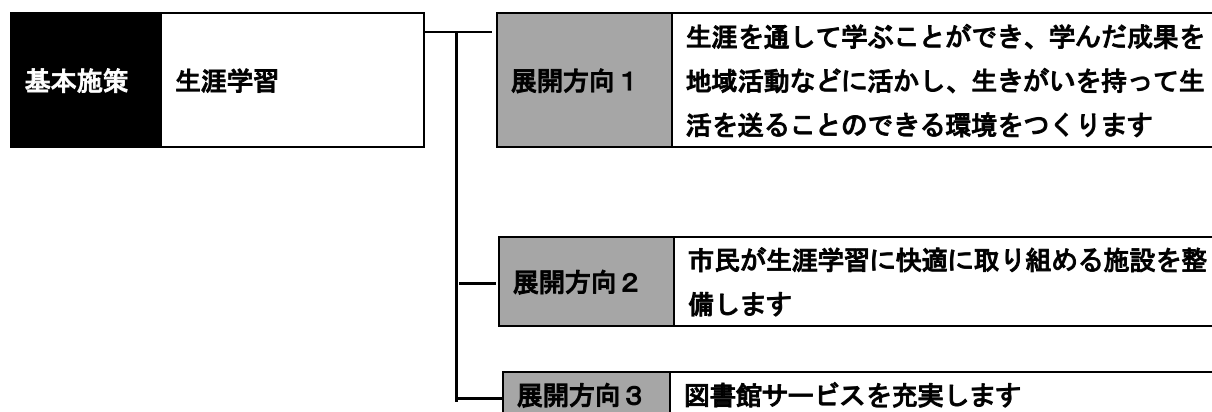 基本施策
生涯学習
展開方向1
生涯を通して学ぶことができ、学んだ成果を
地域活動などに活かし、生きがいを持って生
活を送ることのできる環境をつくります
展開方向2
市民が生涯学習に快適に取り組める施設を整
備します
展開方向3
図書館サービスを充実します